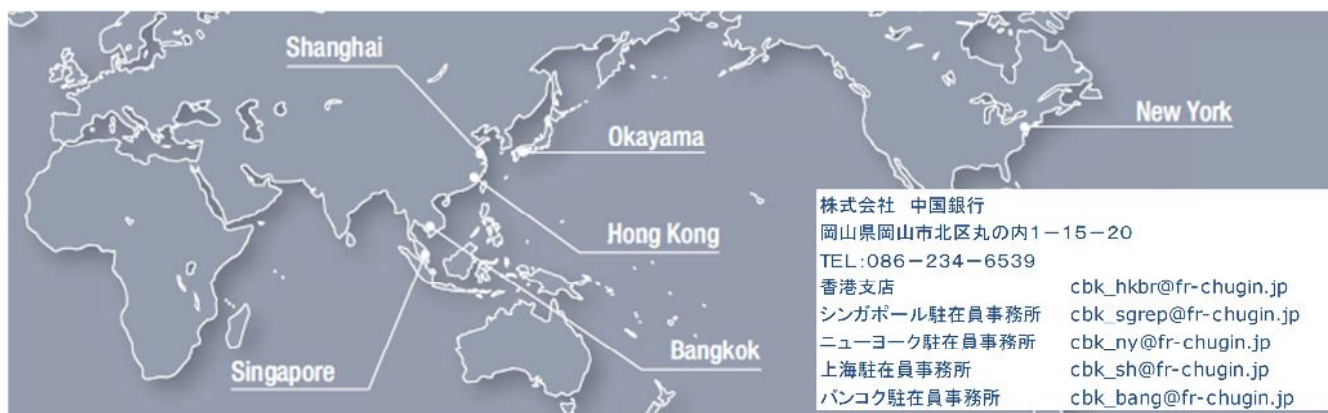 Shanghai
New York
Okayama
Hong Kong
Bangkok
Singapore
株式会社 中国銀行
岡山県岡山市北区丸の内1-15-20
TEL:086-234-6539
香港支店 cbk_hkbr@fr-chugin.jp
シンガポール駐在員事務所 cbk_sgrep@fr-chugin.jp
ニューヨーク駐在員事務所 cbk_ny@fr-chugin.jp
上海駐在員事務所 cbk_sh@fr-chugin.jp
バンコク駐在員事務所 cbk_bang@fr-chugin.jp